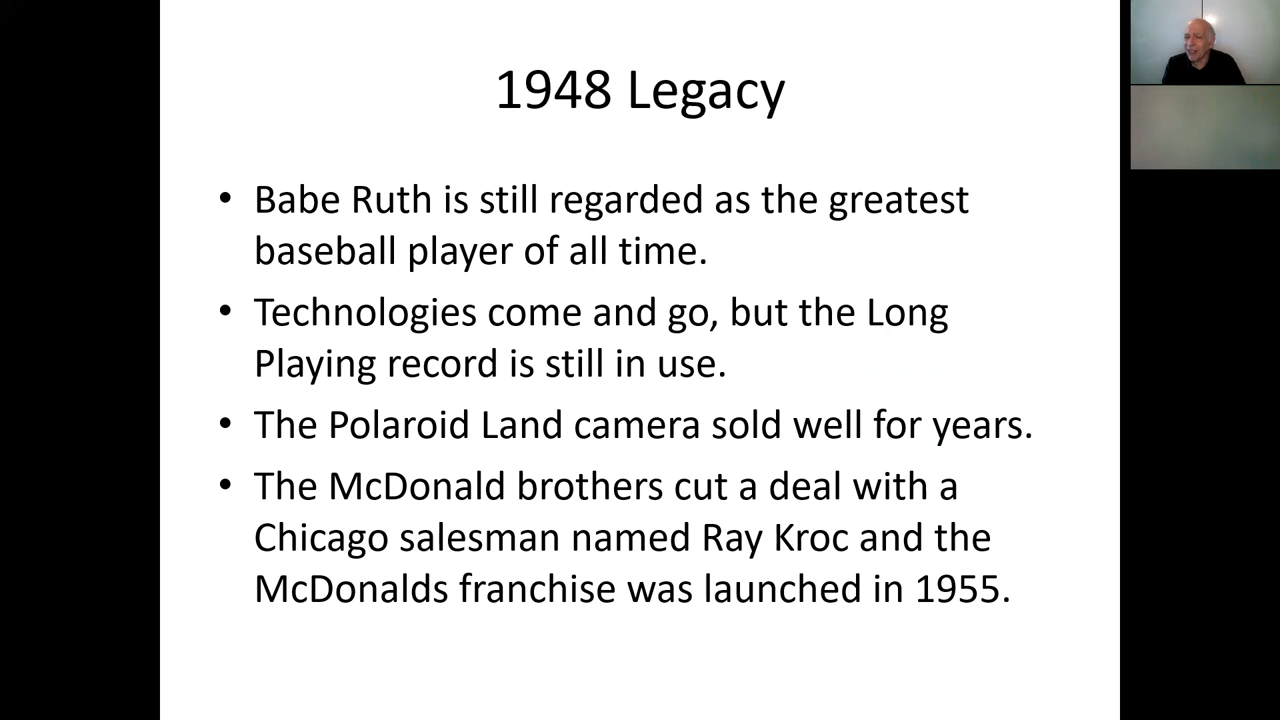 1948 Legacy
• Babe Ruth is still regarded as the greatest
baseball player of all time.
• Technologies come and go, but the Long
Playing record is still in use.
• The Polaroid Land camera sold well for years.
• The McDonald brothers cut a deal with a
Chicago salesman named Ray Kroc and the
McDonalds franchise was launched in 1955.